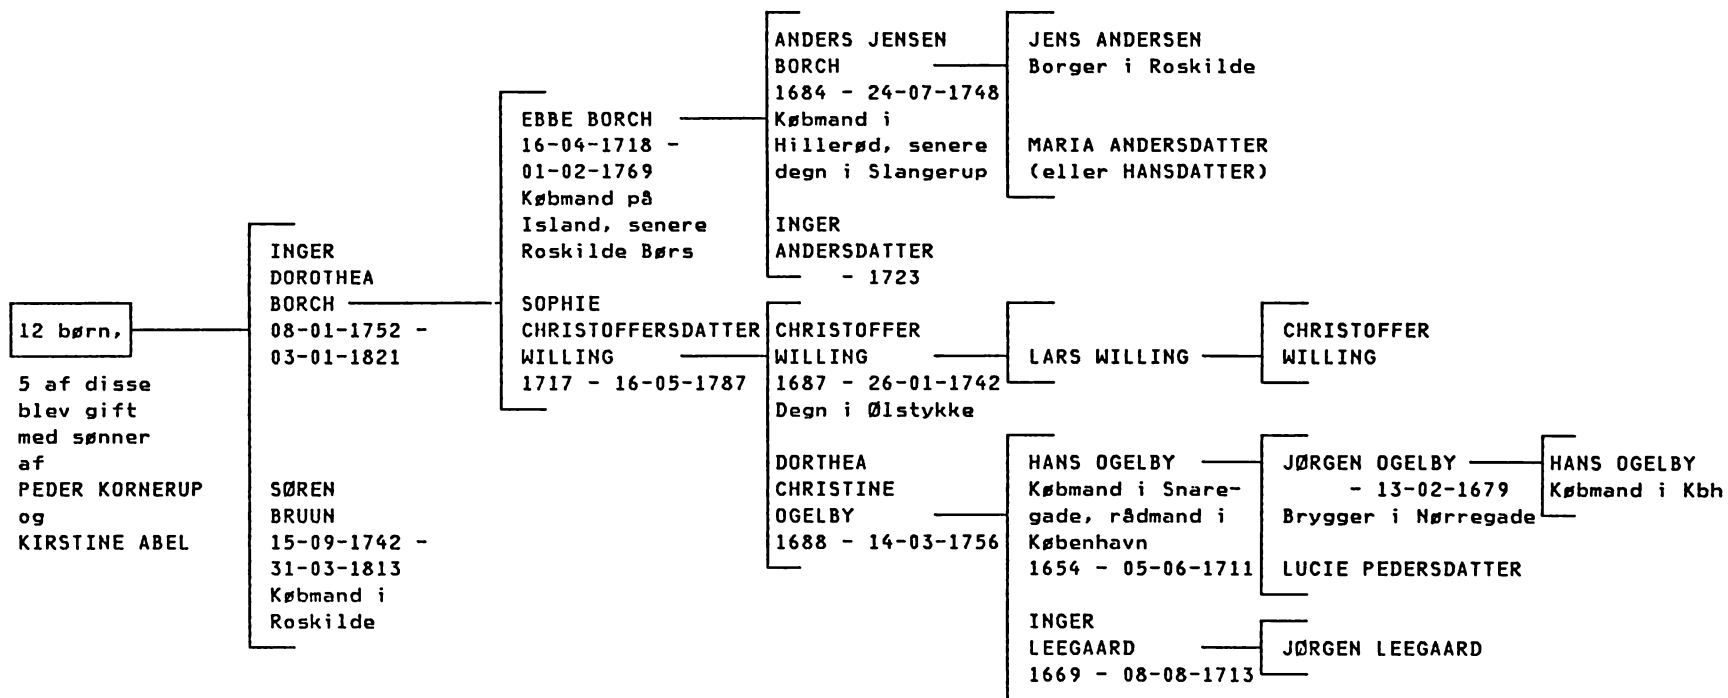 12 børn,
5 af disse
blev gift
med sønner
af
PEDER KORNERUP
og
KIRSTINE ABEL
INGER
DOROTHEA
BORCH
08-01-1752 -
03-01-1821
SØREN
BRUUN
15-09-1742 -
31-03-1813
Købmand i
Roskilde
EBBE BORCH
16-04-1718 -
01-02-1769
Købmand på
Island, senere
Roskilde Børs
SOPHIE
CHRISTOFFERSDATTER
WILLING
1717 - 16-05-1787
ANDERS JENSEN
BORCH
1684 - 24-07-1748
Købmand i
Hillerød, senere
degn i Slangerup
INGER
ANDERSDATTER
- 1723
CHRISTOFFER
WILLING
1687 - 26-01-1742
Degn i Ølstykke
DORTHEA
CHRISTINE
OGELBY
1688 - 14-03-1756
JENS ANDERSEN
Borger i Roskilde
MARIA ANDERSDATTER
(eller HANSDATTER)
LARS WILLING
CHRISTOFFER
WILLING
HANS OGELBY
Købmand i Snare-
gade, rådmand i
København
1654 - 05-06-1711
INGER
LEEGAARD
1669 - 08-08-1713
JØRGEN OGELBY
- 13-02-1679
Brygger i Nørregade
LUCIE PEDERSDATTER
JØRGEN LEEGAARD
HANS OGELBY
Købmand i Kbh